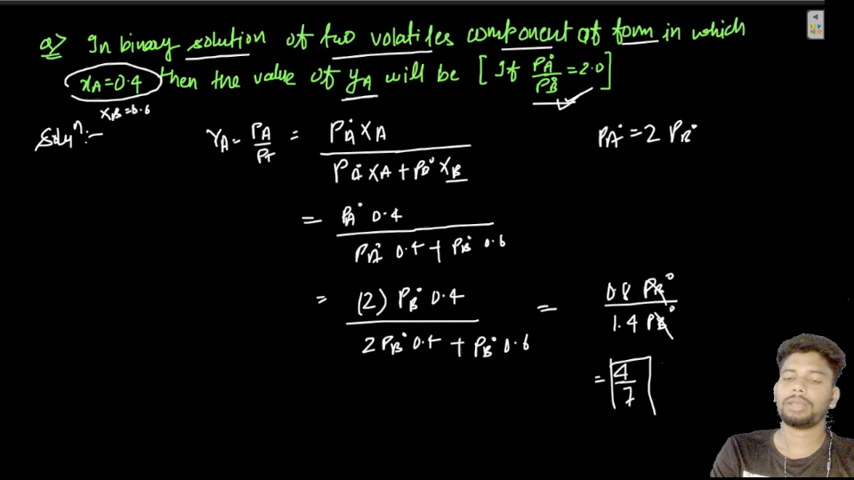 Q> In binary solution of two volatiles component of form in which
xA=0.4 then the value of yA will be [If PA°/PB° =2.0]
xB=0.6
Solu^n:-
YA = PA/PT = PA° XA / PA° XA + PB° XB
PA° = 2 PB°
= PA° 0.4 / PA° 0.4 + PB° 0.6
= (2) PB° 0.4 / 2PB° 0.4 + PB° 0.6 = 0.8 PB° / 1.4 PB°
= 4/7